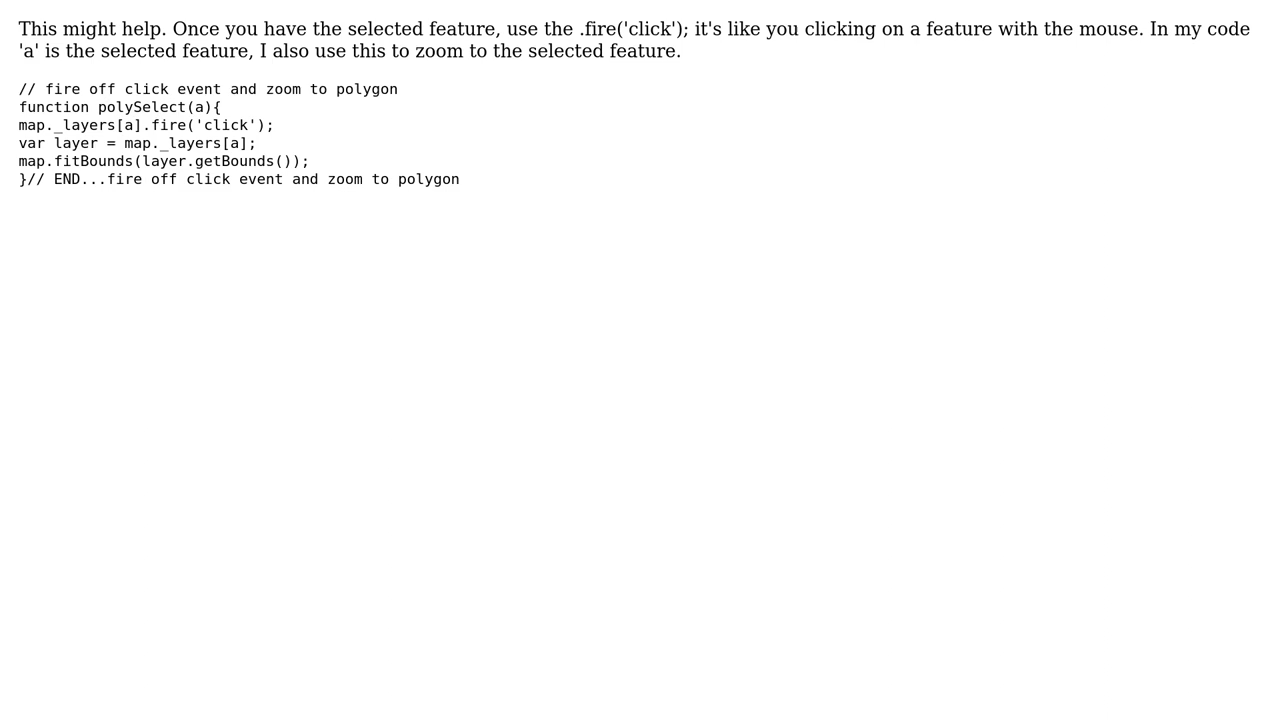 This might help. Once you have the selected feature, use the .fire('click'); it's like you clicking on a feature with the mouse. In my code
'a' is the selected feature, I also use this to zoom to the selected feature.
// fire off click event and zoom to polygon
function polySelect(a){
map._layers[a].fire('click');
var layer = map._layers[a];
map.fitBounds(layer.getBounds());
}// END...fire off click event and zoom to polygon